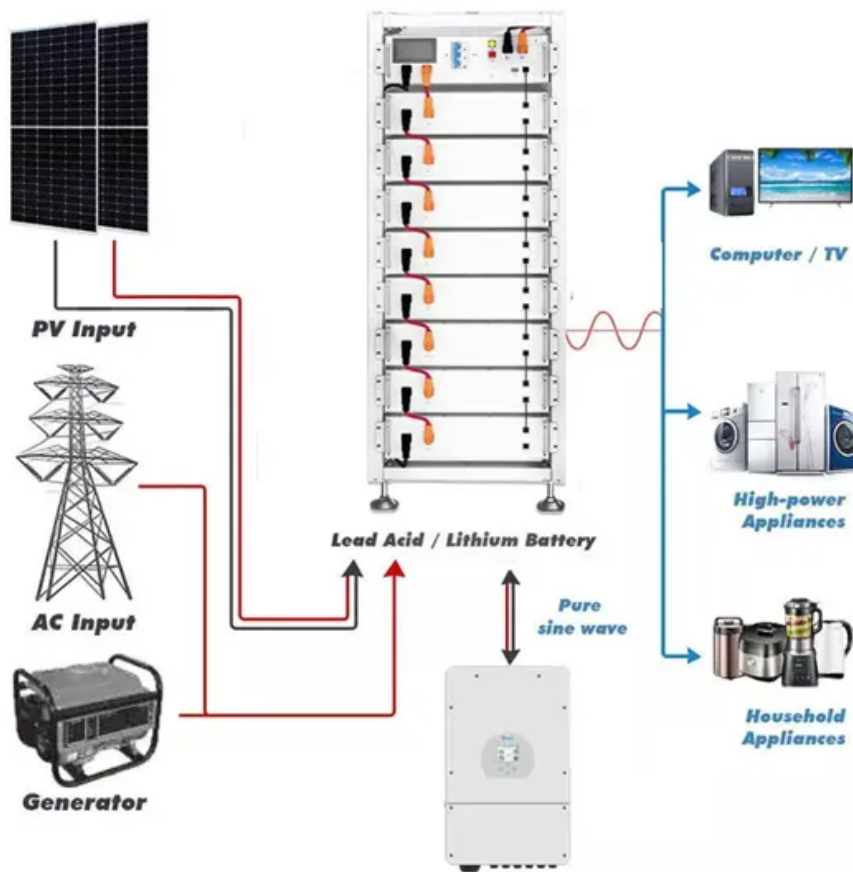 PV Input
AC Input
Generator
Lead Acid / Lithium Battery
Pure
sine wave
Computer / TV
High-power
Appliances
Household
Appliances